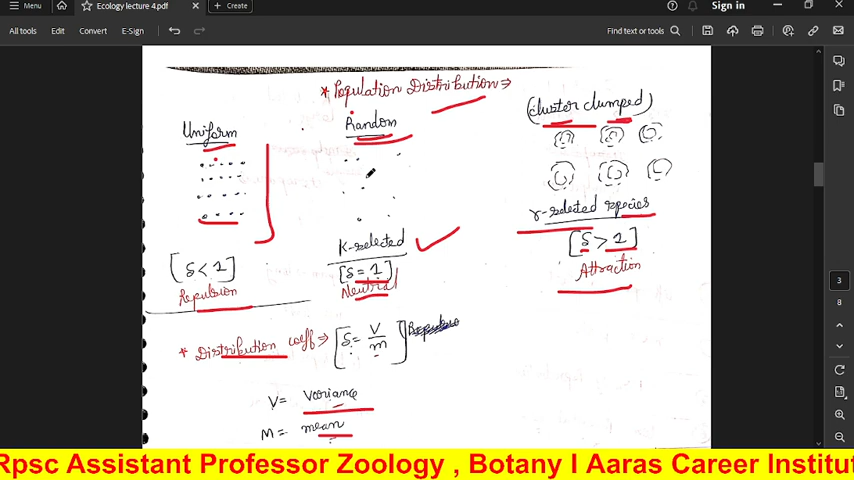 Menu
Ecology lecture 4.pdf
Create
Sign in
All tools
Edit
Convert
E-Sign
Find text or tools
* Population Distribution ⇒
Uniform
Random
(cluster clumped)
K-selected
r-selected species
[δ < 1]
[δ = 1]
[δ > 1]
Repulsion
Neutral
Attraction
* Distribution coeff ⇒ [δ = V/m]
V = Variance
M = mean
3
8
Rpsc Assistant Professor Zoology , Botany I Aaras Career Institut